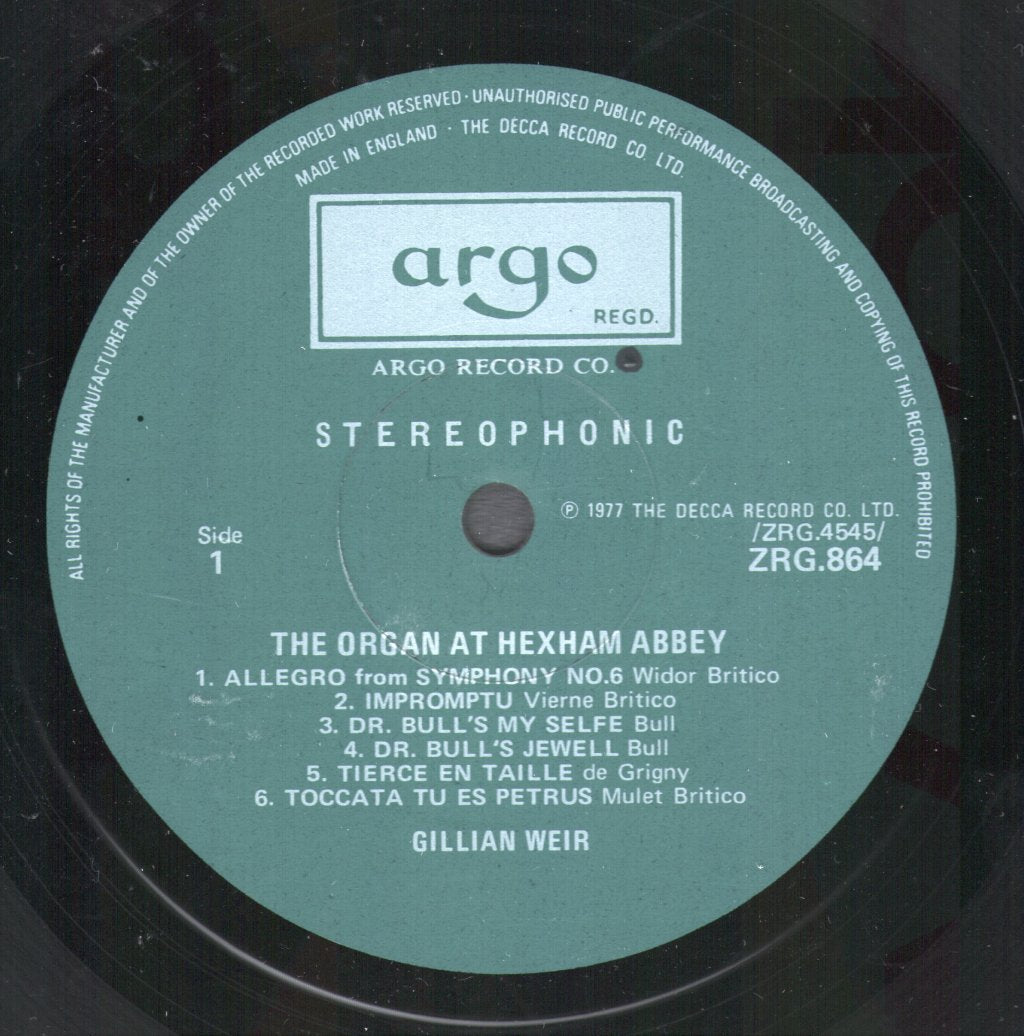 ALL RIGHTS OF THE MANUFACTURER AND OF THE OWNER OF THE RECORDED WORK RESERVED · UNAUTHORISED PUBLIC PERFORMANCE BROADCASTING AND COPYING OF THIS RECORD PROHIBITED
MADE IN ENGLAND · THE DECCA RECORD CO. LTD.
argo
REGD.
ARGO RECORD CO.
STEREOPHONIC
℗ 1977 THE DECCA RECORD CO. LTD.
/ZRG.4545/
Side
1
ZRG.864
THE ORGAN AT HEXHAM ABBEY
1. ALLEGRO from SYMPHONY NO.6 Widor Britico
2. IMPROMPTU Vierne Britico
3. DR. BULL'S MY SELFE Bull
4. DR. BULL'S JEWELL Bull
5. TIERCE EN TAILLE de Grigny
6. TOCCATA TU ES PETRUS Mulet Britico
GILLIAN WEIR